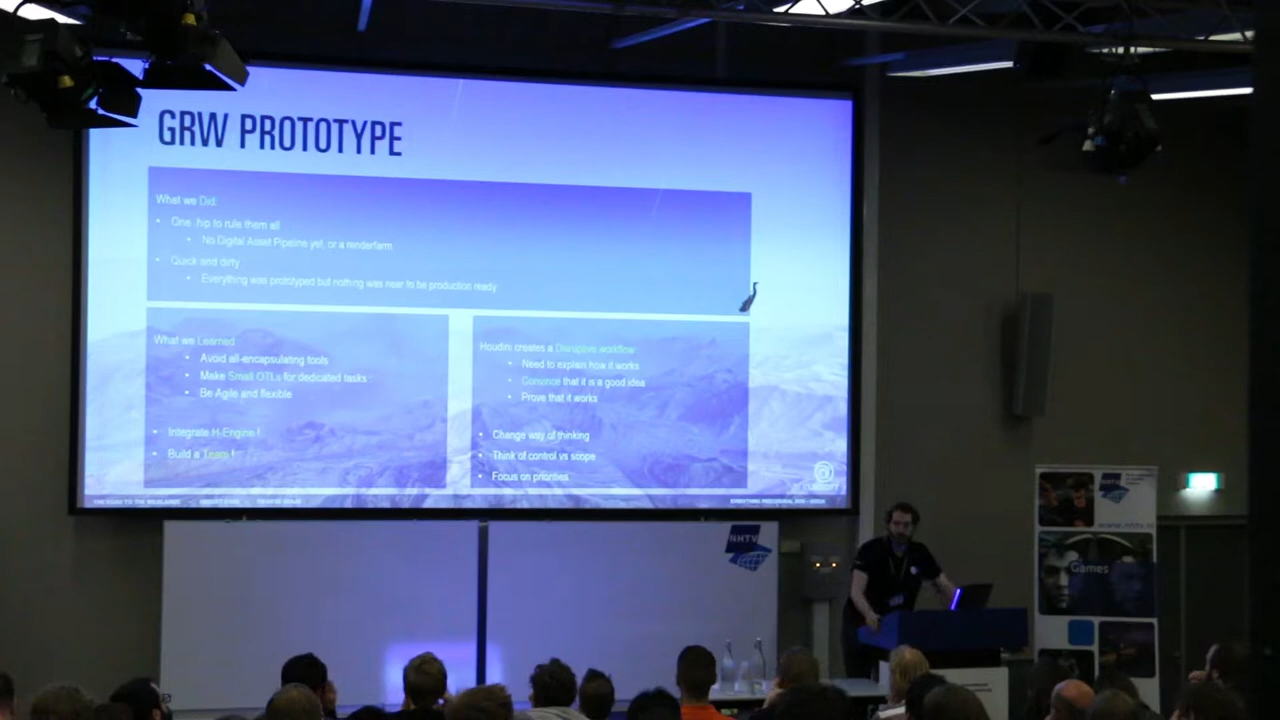 GRW PROTOTYPE
What we Did:
• One .hip to rule them all
• No Digital Asset Pipeline yet, or a renderfarm
• Quick and dirty
• Everything was prototyped but nothing was near to be production ready
What we Learned
• Avoid all-encapsulating tools
• Make Small OTLs for dedicated tasks
• Be Agile and flexible
• Integrate H-Engine !
• Build a Team !
Houdini creates a Disruptive workflow:
• Need to explain how it works
• Convince that it is a good idea
• Prove that it works
• Change way of thinking
• Think of control vs scope
• Focus on priorities
NHTV
www.nhtv.nl
Games